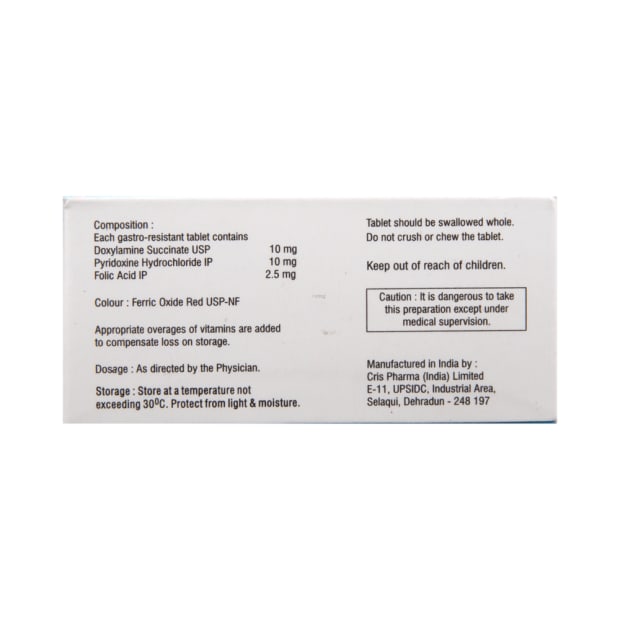 Composition :
Each gastro-resistant tablet contains
Doxylamine Succinate USP 10 mg
Pyridoxine Hydrochloride IP 10 mg
Folic Acid IP 2.5 mg
Colour : Ferric Oxide Red USP-NF
Appropriate overages of vitamins are added
to compensate loss on storage.
Dosage : As directed by the Physician.
Storage : Store at a temperature not
exceeding 30⁰C. Protect from light & moisture.
Tablet should be swallowed whole.
Do not crush or chew the tablet.
Keep out of reach of children.
Caution : It is dangerous to take
this preparation except under
medical supervision.
Manufactured in India by :
Cris Pharma (India) Limited
E-11, UPSIDC, Industrial Area,
Selaqui, Dehradun - 248 197